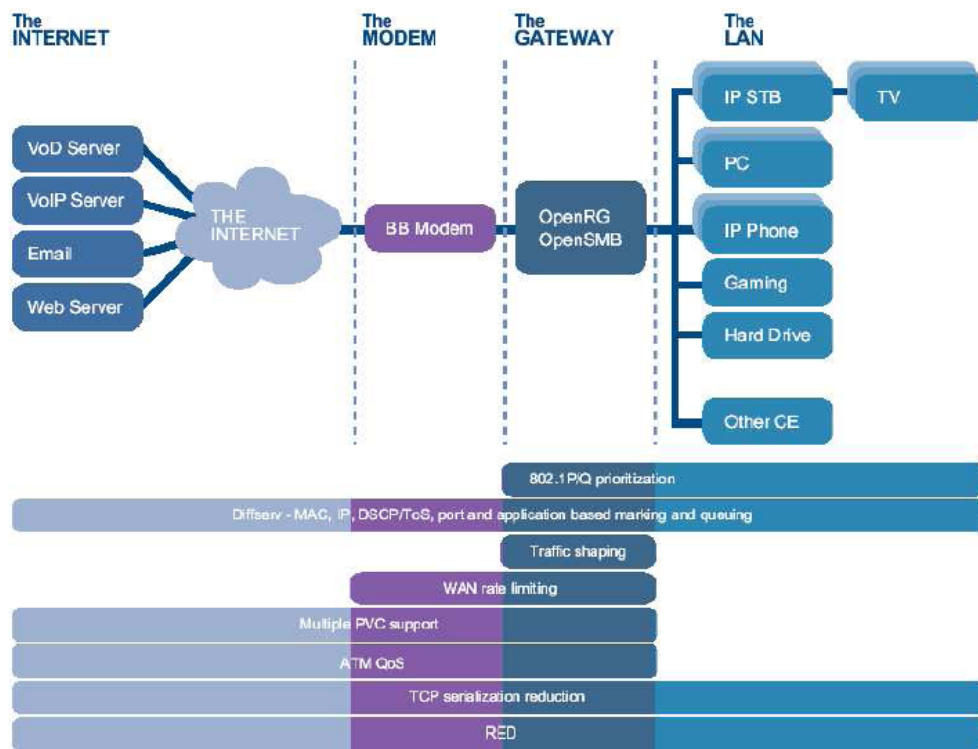 The
INTERNET
The
MODEM
The
GATEWAY
The
LAN
VoD Server
VoIP Server
Email
Web Server
THE
INTERNET
BB Modem
OpenRG
OpenSMB
IP STB
TV
PC
IP Phone
Gaming
Hard Drive
Other CE
802.1P/Q prioritization
Diffserv - MAC, IP, DSCP/ToS, port and application based marking and queuing
Traffic shaping
WAN rate limiting
Multiple PVC support
ATM QoS
TCP serialization reduction
RED